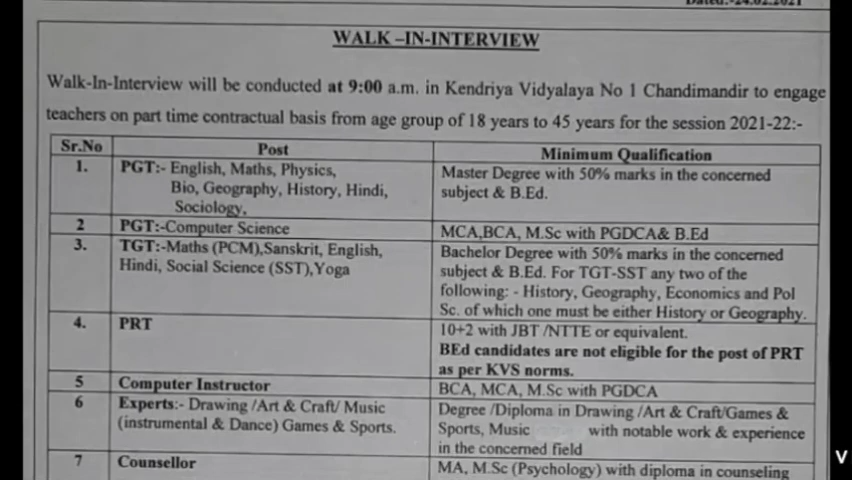 Dated:-24.02.2021
WALK –IN-INTERVIEW
Walk-In-Interview will be conducted at 9:00 a.m. in Kendriya Vidyalaya No 1 Chandimandir to engage
teachers on part time contractual basis from age group of 18 years to 45 years for the session 2021-22:-
Sr.No Post Minimum Qualification
1. PGT:- English, Maths, Physics, Master Degree with 50% marks in the concerned
Bio, Geography, History, Hindi, subject & B.Ed.
Sociology,
2 PGT:-Computer Science MCA,BCA, M.Sc with PGDCA& B.Ed
3. TGT:-Maths (PCM),Sanskrit, English, Bachelor Degree with 50% marks in the concerned
Hindi, Social Science (SST),Yoga subject & B.Ed. For TGT-SST any two of the
following: - History, Geography, Economics and Pol
Sc. of which one must be either History or Geography.
4. PRT 10+2 with JBT /NTTE or equivalent.
BEd candidates are not eligible for the post of PRT
as per KVS norms.
5 Computer Instructor BCA, MCA, M.Sc with PGDCA
6 Experts:- Drawing /Art & Craft/ Music Degree /Diploma in Drawing /Art & Craft/Games &
(instrumental & Dance) Games & Sports. Sports, Music with notable work & experience
in the concerned field
7 Counsellor MA, M.Sc (Psychology) with diploma in counseling
V